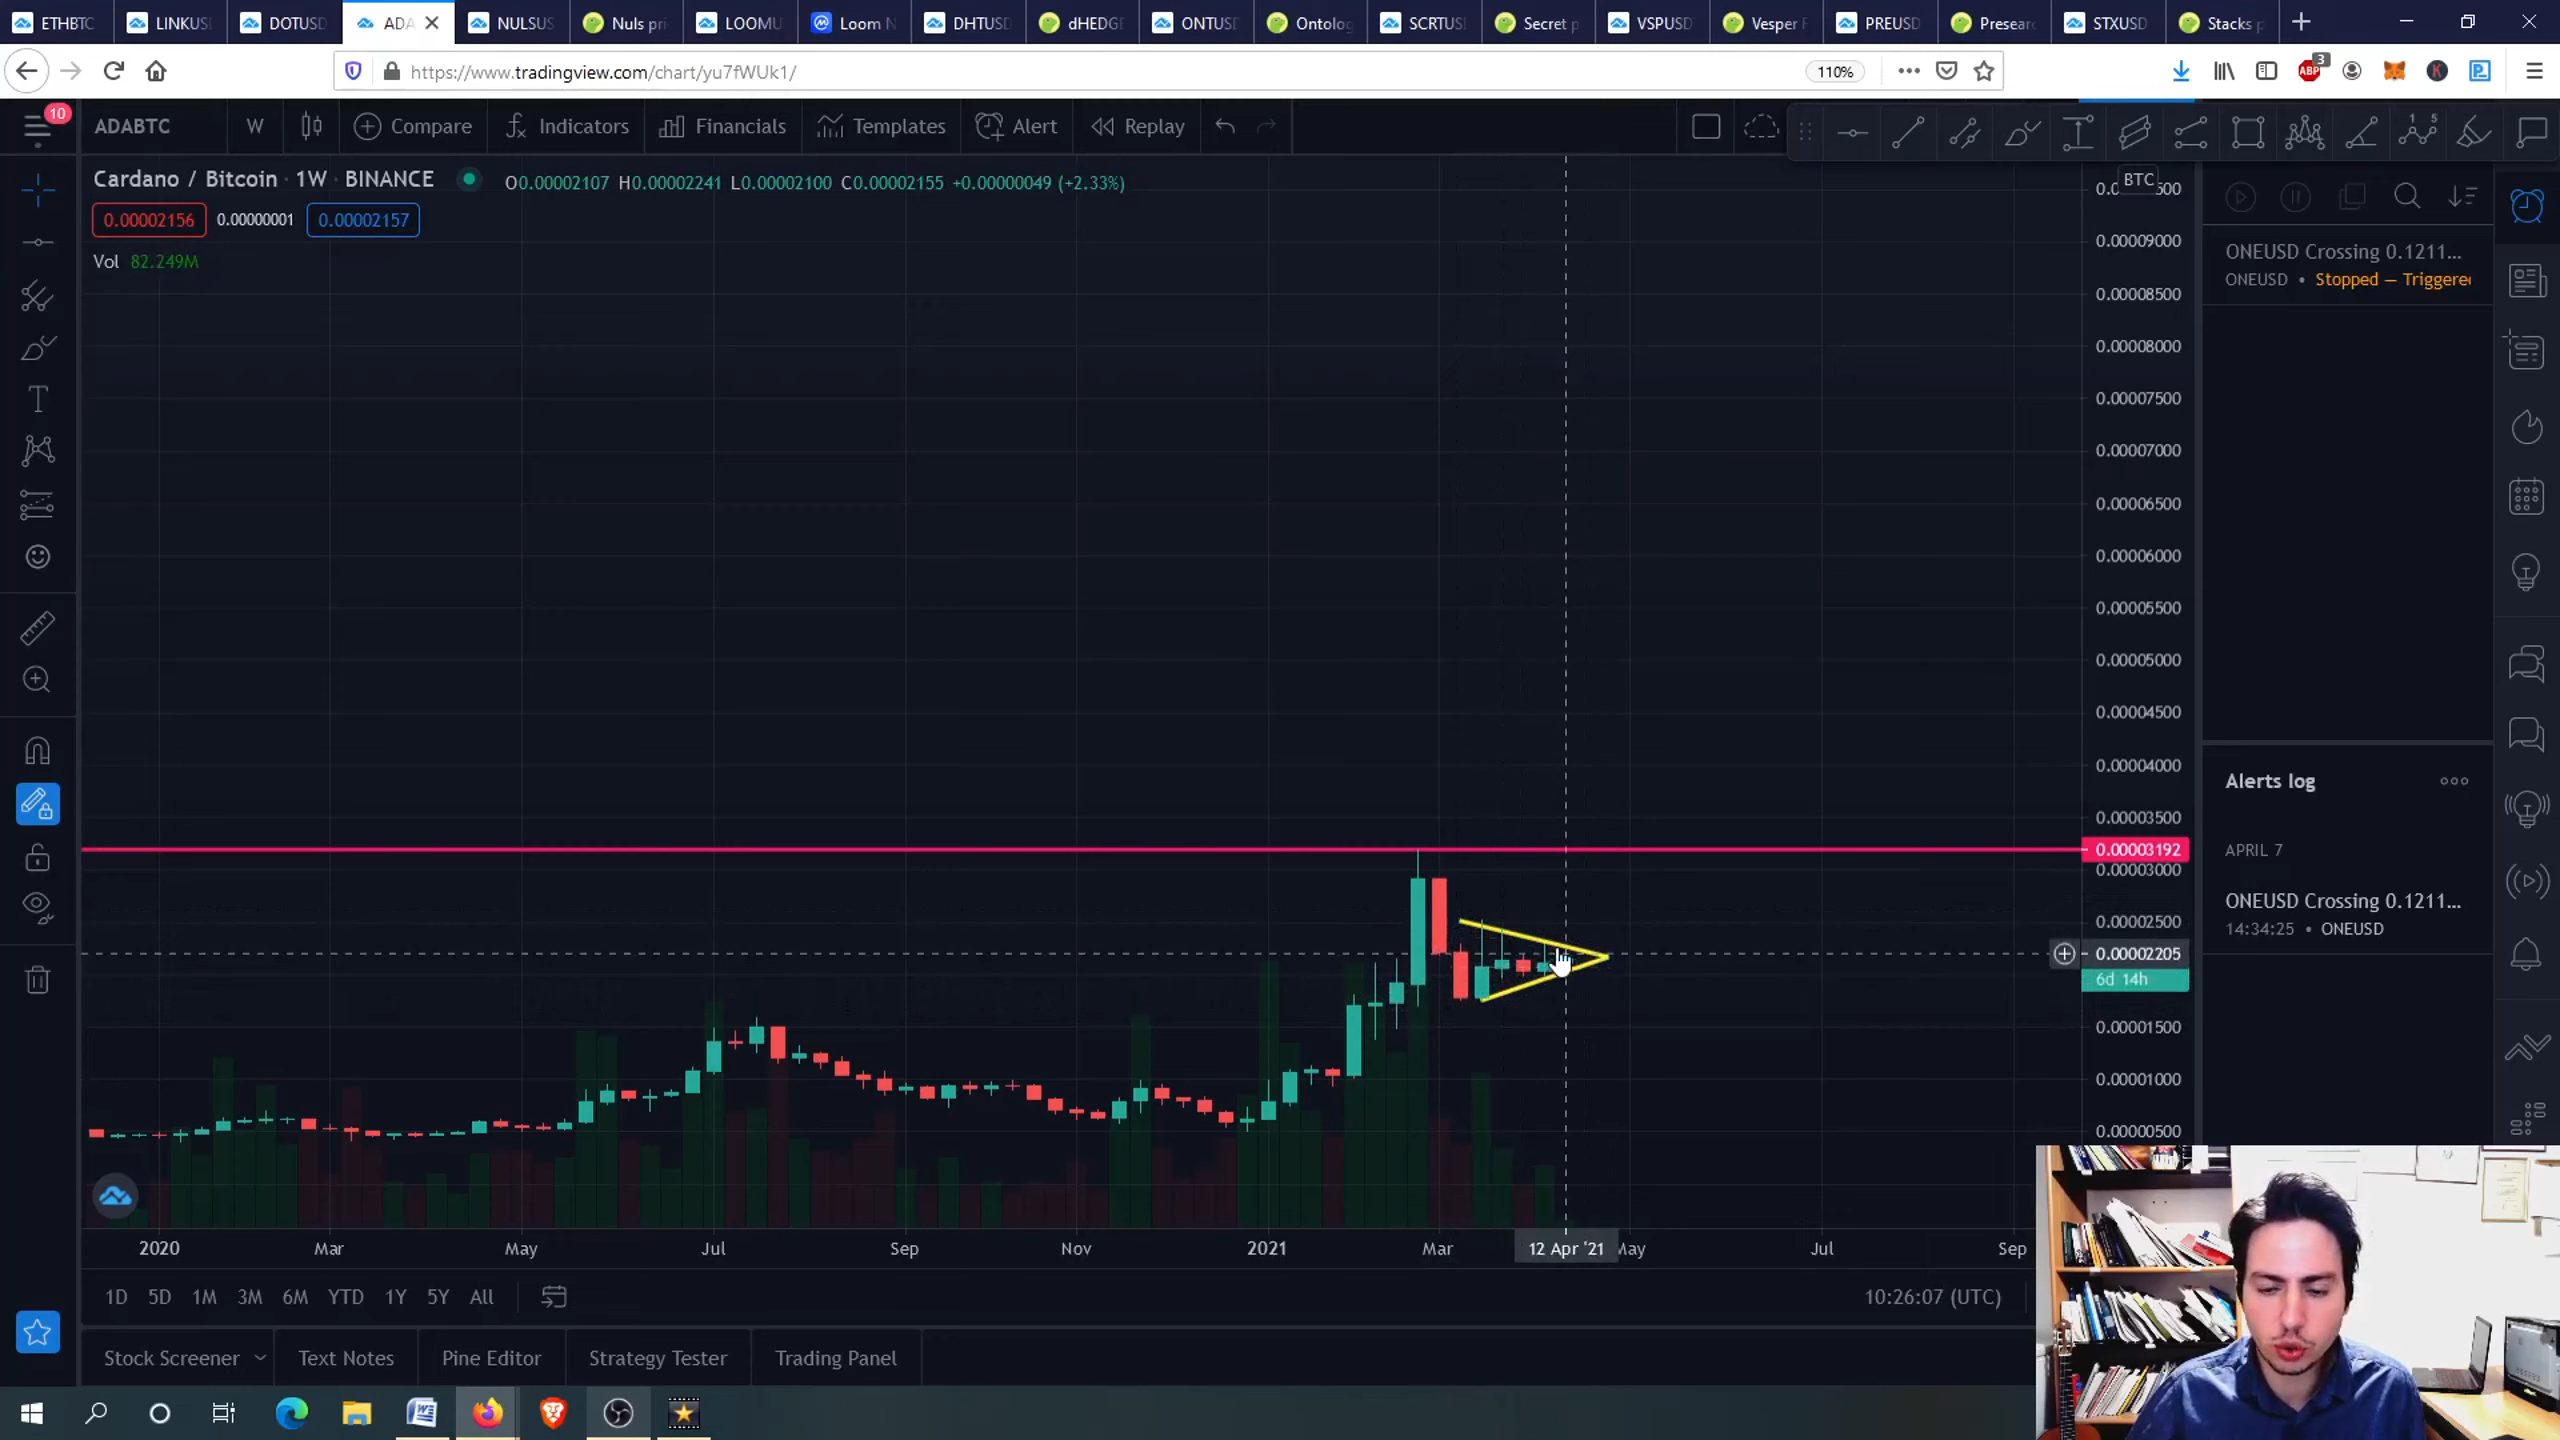 ETHBTC LINKUS DOTUSD ADA NULSUS Nuls pri LOOMU Loom N DHTUSD dHEDGE ONTUSD Ontolog SCRTUS Secret p VSPUSD Vesper F PREUSD Presear STXUSD Stacks p
https://www.tradingview.com/chart/yu7fWUk1/ 110% ABP 3
10 ADABTC W Compare Indicators Financials Templates Alert Replay
Cardano / Bitcoin · 1W · BINANCE O0.00002107 H0.00002241 L0.00002100 C0.00002155 +0.00000049 (+2.33%)
0.00002156 0.00000001 0.00002157
Vol 82.249M
BTC
0.00009000
0.00008500
0.00008000
0.00007500
0.00007000
0.00006500
0.00006000
0.00005500
0.00005000
0.00004500
0.00004000
0.00003500
0.00003192
0.00003000
0.00002500
0.00002205
6d 14h
0.00001500
0.00001000
0.00000500
ONEUSD Crossing 0.1211...
ONEUSD • Stopped — Triggered
Alerts log
APRIL 7
ONEUSD Crossing 0.1211...
14:34:25 • ONEUSD
2020 Mar May Jul Sep Nov 2021 Mar 12 Apr '21 May Jul Sep
1D 5D 1M 3M 6M YTD 1Y 5Y All 10:26:07 (UTC)
Stock Screener Text Notes Pine Editor Strategy Tester Trading Panel